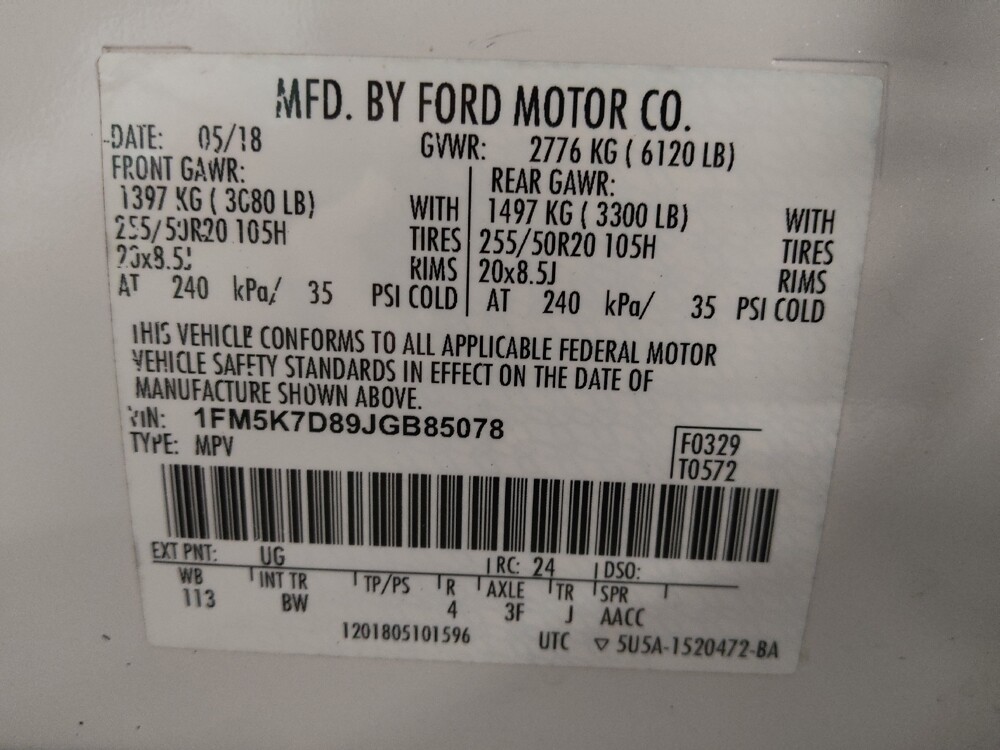 MFD. BY FORD MOTOR CO.
DATE: 05/18 GVWR: 2776 KG ( 6120 LB)
FRONT GAWR: REAR GAWR:
1397 KG ( 3080 LB) WITH 1497 KG ( 3300 LB) WITH
255/50R20 105H TIRES 255/50R20 105H TIRES
20x8.5J RIMS 20x8.5J RIMS
AT 240 kPa/ 35 PSI COLD AT 240 kPa/ 35 PSI COLD
THIS VEHICLE CONFORMS TO ALL APPLICABLE FEDERAL MOTOR
VEHICLE SAFETY STANDARDS IN EFFECT ON THE DATE OF
MANUFACTURE SHOWN ABOVE.
VIN: 1FM5K7D89JGB85078
TYPE: MPV
F0329
T0572
EXT PNT: UG RC: 24 DSO:
WB INT TR TP/PS R AXLE TR SPR
113 BW 4 3F J AACC
1201805101596 UTC ▽ 5U5A-1520472-BA